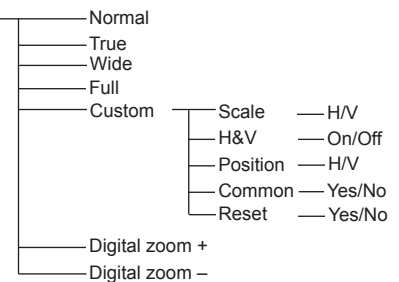 Normal
True
Wide
Full
Custom Scale H/V
H&V On/Off
Position H/V
Common Yes/No
Reset Yes/No
Digital zoom +
Digital zoom –